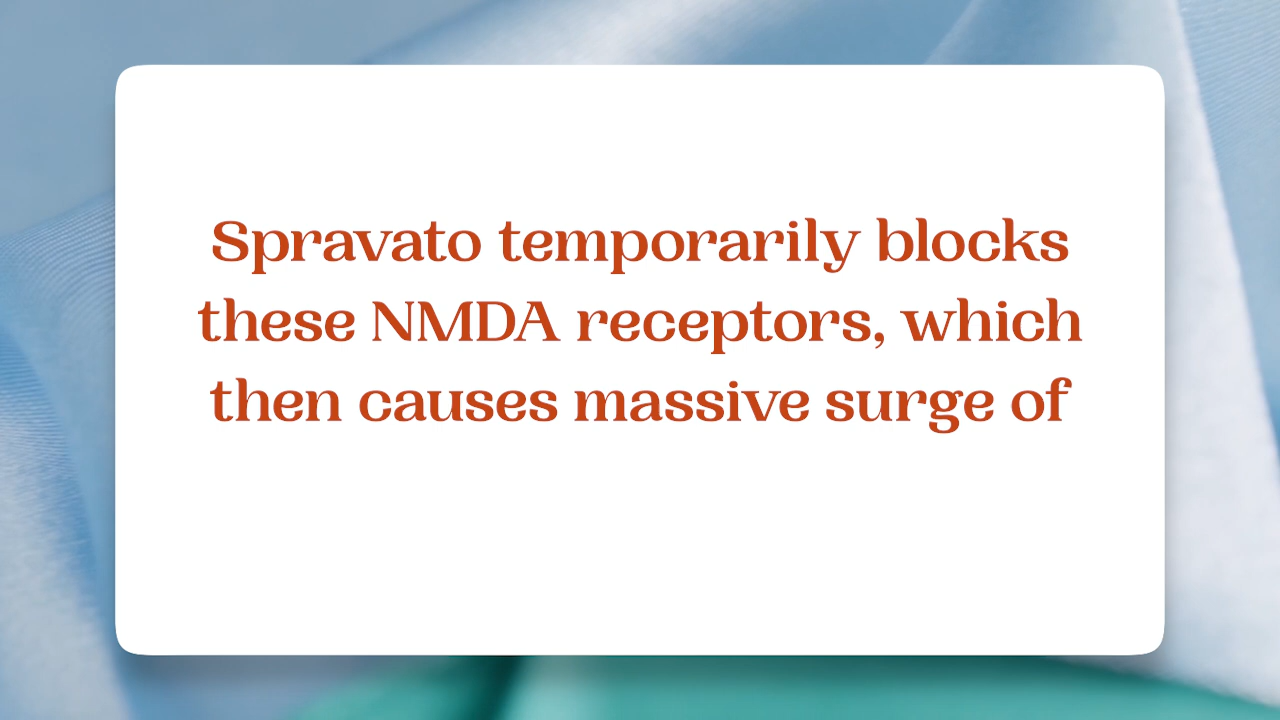 Spravato temporarily blocks
these NMDA receptors, which
then causes massive surge of